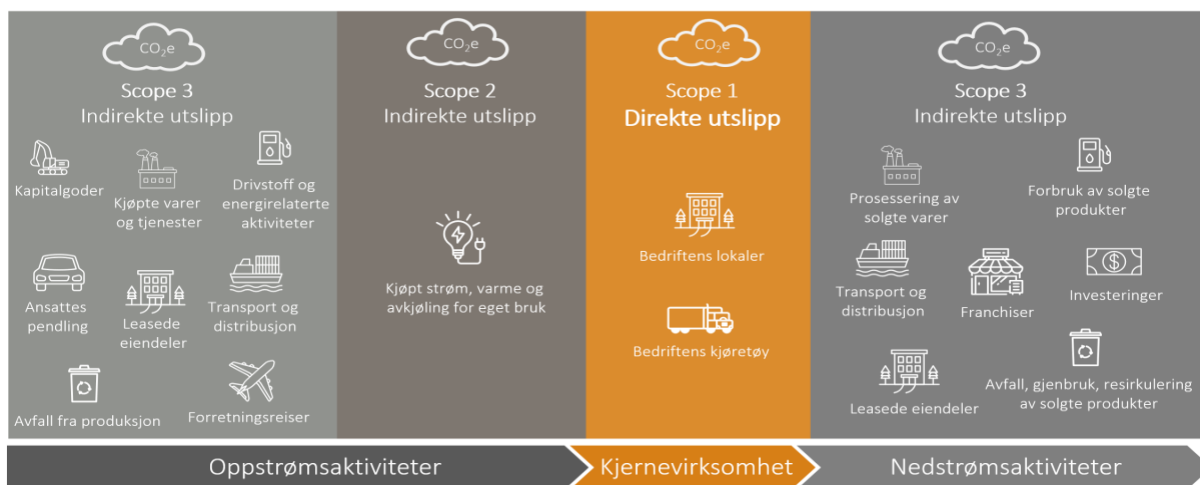 CO₂e
Scope 3
Indirekte utslipp
Kapitalgoder
Kjøpte varer
og tjenester
Drivstoff og
energirelaterte
aktiviteter
Ansattes
pendling
Leasede
eiendeler
Transport og
distribusjon
Avfall fra produksjon
Forretningsreiser
CO₂e
Scope 2
Indirekte utslipp
Kjøpt strøm, varme og
avkjøling for eget bruk
CO₂e
Scope 1
Direkte utslipp
Bedriftens lokaler
Bedriftens kjøretøy
CO₂e
Scope 3
Indirekte utslipp
Prosessering av
solgte varer
Forbruk av solgte
produkter
Transport og
distribusjon
Franchiser
$
Investeringer
Leasede eiendeler
Avfall, gjenbruk, resirkulering
av solgte produkter
Oppstrømsaktiviteter
Kjernevirksomhet
Nedstrømsaktiviteter